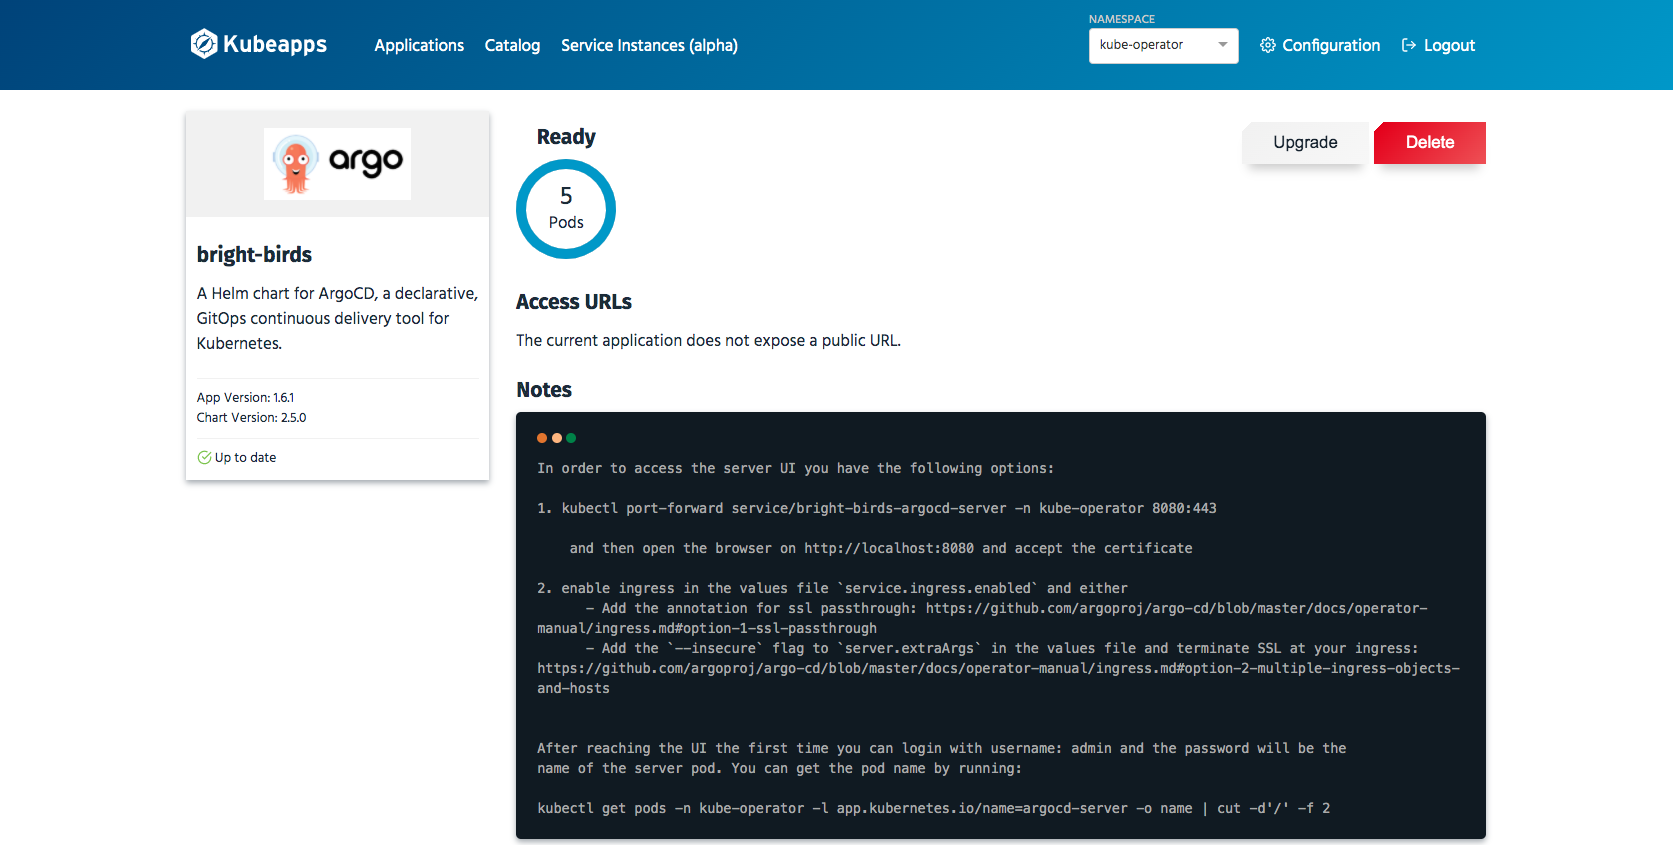 Kubeapps
Applications
Catalog
Service Instances (alpha)
NAMESPACE
kube-operator
Configuration
Logout
argo
bright-birds
A Helm chart for ArgoCD, a declarative,
GitOps continuous delivery tool for
Kubernetes.
App Version: 1.6.1
Chart Version: 2.5.0
Up to date
Ready
5
Pods
Upgrade
Delete
Access URLs
The current application does not expose a public URL.
Notes
In order to access the server UI you have the following options:
1. kubectl port-forward service/bright-birds-argocd-server -n kube-operator 8080:443
and then open the browser on http://localhost:8080 and accept the certificate
2. enable ingress in the values file `service.ingress.enabled` and either
- Add the annotation for ssl passthrough: https://github.com/argoproj/argo-cd/blob/master/docs/operator-
manual/ingress.md#option-1-ssl-passthrough
- Add the `--insecure` flag to `server.extraArgs` in the values file and terminate SSL at your ingress:
https://github.com/argoproj/argo-cd/blob/master/docs/operator-manual/ingress.md#option-2-multiple-ingress-objects-
and-hosts
After reaching the UI the first time you can login with username: admin and the password will be the
name of the server pod. You can get the pod name by running:
kubectl get pods -n kube-operator -l app.kubernetes.io/name=argocd-server -o name | cut -d'/' -f 2